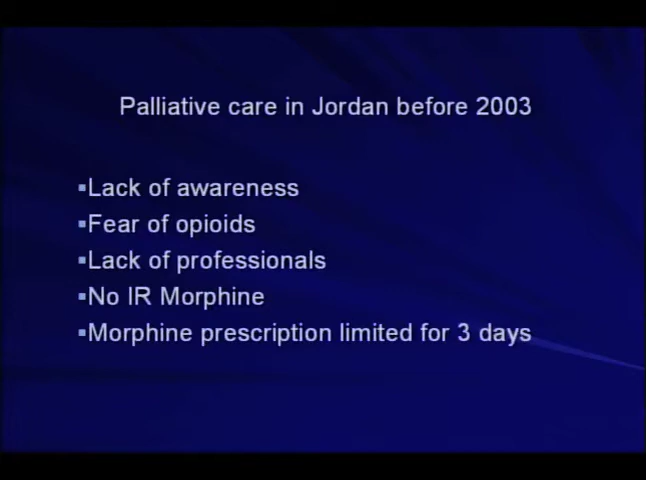 Palliative care in Jordan before 2003
▪Lack of awareness
▪Fear of opioids
▪Lack of professionals
▪No IR Morphine
▪Morphine prescription limited for 3 days